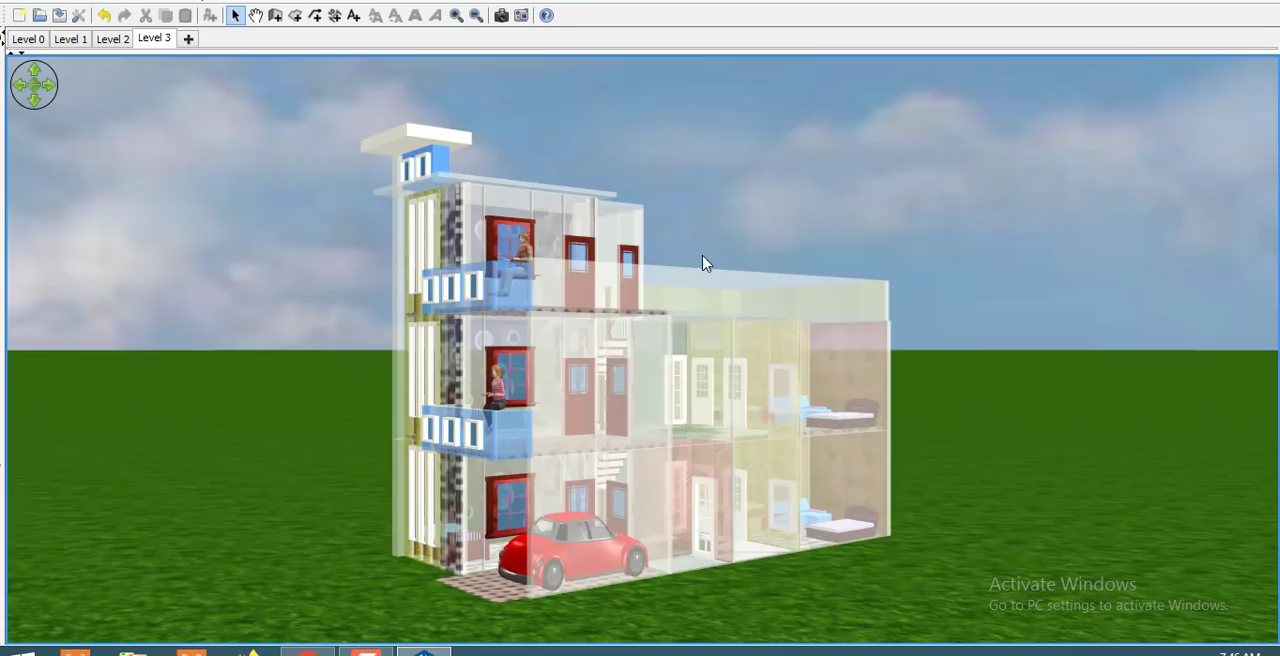 Level 0 Level 1 Level 2 Level 3
Activate Windows
Go to PC settings to activate Windows.